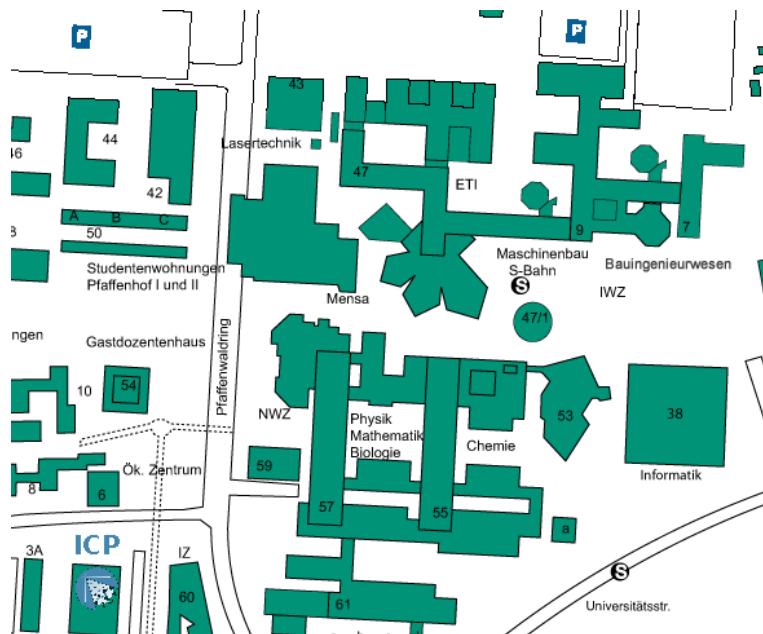 P
P
43
44
46
Lasertechnik
47
ETI
42
A B C
50
8
9
7
Studentenwohnungen
Pfaffenhof I und II
Maschinenbau
S-Bahn
Bauingenieurwesen
S
IWZ
Mensa
47/1
ngen
Gastdozentenhaus
Pfaffenwaldring
54
10
NWZ
Physik
Mathematik
Biologie
Chemie
53
38
59
Ök. Zentrum
Informatik
8
6
57
55
a
ICP
3A
IZ
S
60
61
Universitätsstr.